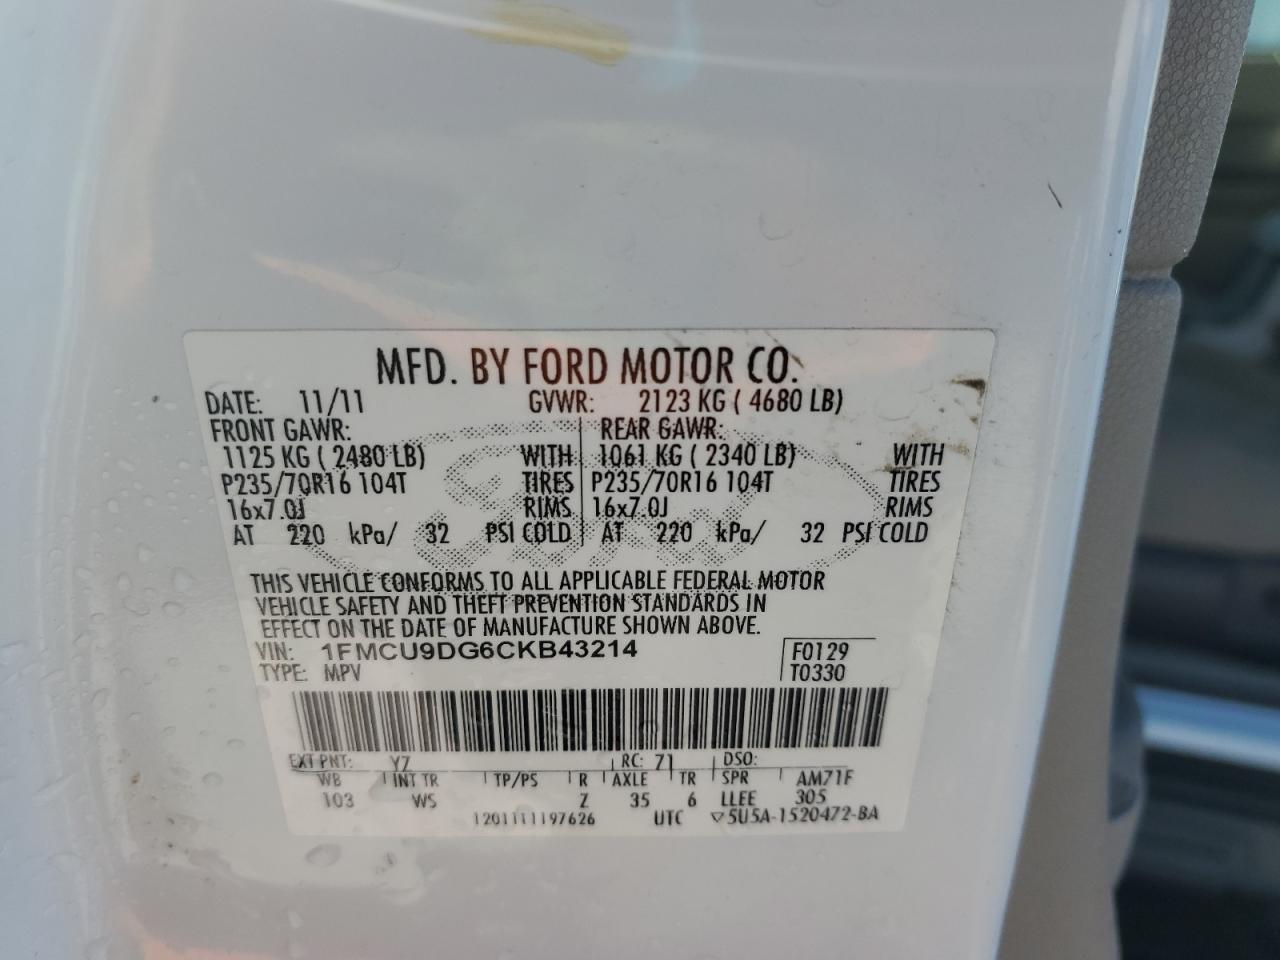 MFD. BY FORD MOTOR CO.
DATE: 11/11 GVWR: 2123 KG ( 4680 LB)
FRONT GAWR: REAR GAWR:
1125 KG ( 2480 LB) WITH 1061 KG ( 2340 LB) WITH
P235/70R16 104T TIRES P235/70R16 104T TIRES
16x7.0J RIMS 16x7.0J RIMS
AT 220 kPa/ 32 PSI COLD AT 220 kPa/ 32 PSI COLD
THIS VEHICLE CONFORMS TO ALL APPLICABLE FEDERAL MOTOR
VEHICLE SAFETY AND THEFT PREVENTION STANDARDS IN
EFFECT ON THE DATE OF MANUFACTURE SHOWN ABOVE.
VIN: 1FMCU9DG6CKB43214 F0129
TYPE: MPV T0330
EXT PNT: YZ RC: 71 DSO:
WB INT TR TP/PS R AXLE TR SPR AM71F
103 WS Z 35 6 LLEE 305
1201111197626 UTC ▽5U5A-1520472-BA